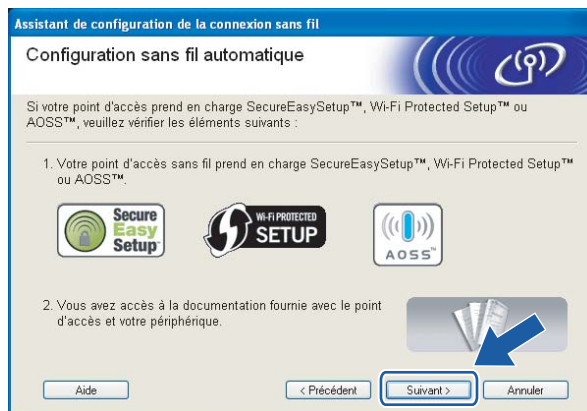 Assistant de configuration de la connexion sans fil
Configuration sans fil automatique
Si votre point d'accès prend en charge SecureEasySetup™, Wi-Fi Protected Setup™ ou
AOSS™, veuillez vérifier les éléments suivants :
1. Votre point d'accès sans fil prend en charge SecureEasySetup™, Wi-Fi Protected Setup™
ou AOSS™.
Secure
Easy
Setup™
WI-FI PROTECTED
SETUP
AOSS™
2. Vous avez accès à la documentation fournie avec le point
d'accès et votre périphérique.
Aide
< Précédent
Suivant >
Annuler